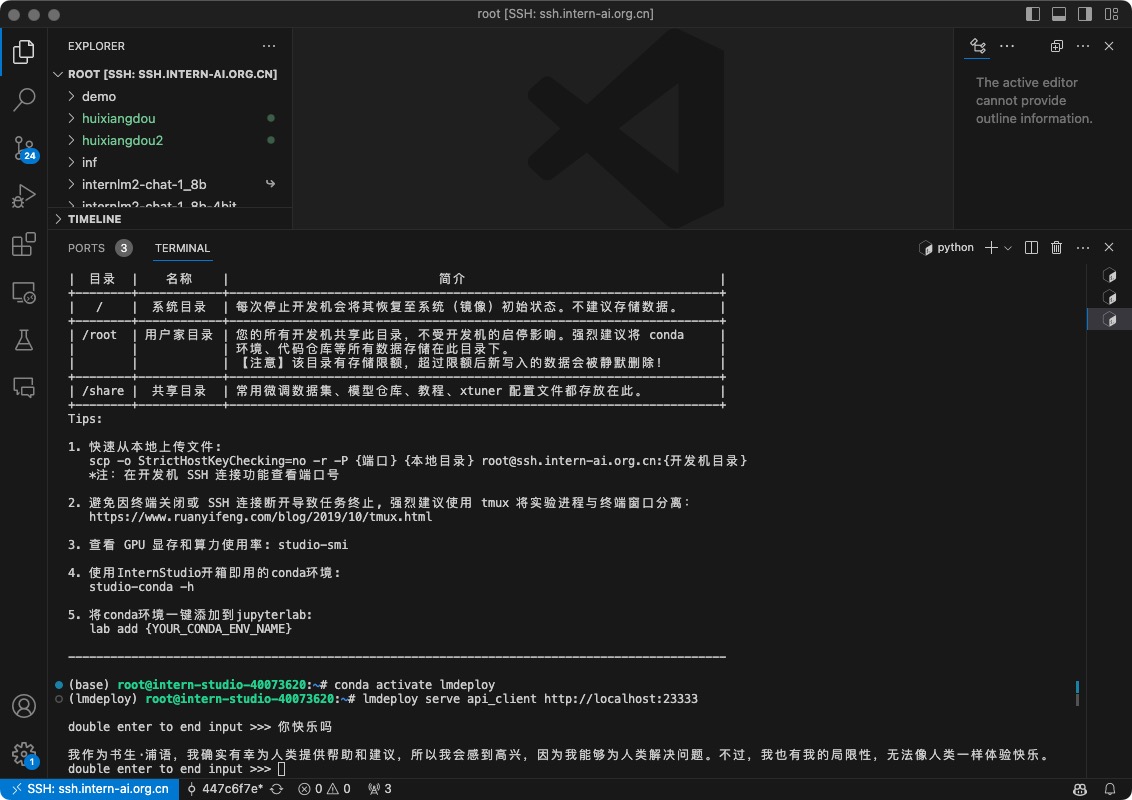 root [SSH: ssh.intern-ai.org.cn]
EXPLORER
ROOT [SSH: SSH.INTERN-AI.ORG.CN]
demo
huixiangdou
huixiangdou2
inf
internlm2-chat-1_8b
internlm2-chat-1_8b-4bit
TIMELINE
24
The active editor
cannot provide
outline information.
PORTS 3 TERMINAL
python
| 目录 | 名称 | 简介 |
| / | 系统目录 | 每次停止开发机会将其恢复至系统（镜像）初始状态。不建议存储数据。 |
| /root | 用户家目录 | 您的所有开发机共享此目录，不受开发机的启停影响。强烈建议将 conda |
| | | 环境、代码仓库等所有数据存储在此目录下。 |
| | | 【注意】该目录有存储限额，超过限额后新写入的数据会被静默删除！ |
| /share | 共享目录 | 常用微调数据集、模型仓库、教程、xtuner 配置文件都存放在此。 |
Tips:
1. 快速从本地上传文件：
scp -o StrictHostKeyChecking=no -r -P {端口} {本地目录} root@ssh.intern-ai.org.cn:{开发机目录}
*注：在开发机 SSH 连接功能查看端口号
2. 避免因终端关闭或 SSH 连接断开导致任务终止，强烈建议使用 tmux 将实验进程与终端窗口分离：
https://www.ruanyifeng.com/blog/2019/10/tmux.html
3. 查看 GPU 显存和算力使用率：studio-smi
4. 使用InternStudio开箱即用的conda环境：
studio-conda -h
5. 将conda环境一键添加到jupyterlab:
lab add {YOUR_CONDA_ENV_NAME}
(base) root@intern-studio-40073620:~# conda activate lmdeploy
(lmdeploy) root@intern-studio-40073620:~# lmdeploy serve api_client http://localhost:23333
double enter to end input >>> 你快乐吗
我作为书生·浦语，我确实有幸为人类提供帮助和建议，所以我会感到高兴，因为我能够为人类解决问题。不过，我也有我的局限性，无法像人类一样体验快乐。
double enter to end input >>>
1
SSH: ssh.intern-ai.org.cn 447c6f7e* 0 0 3